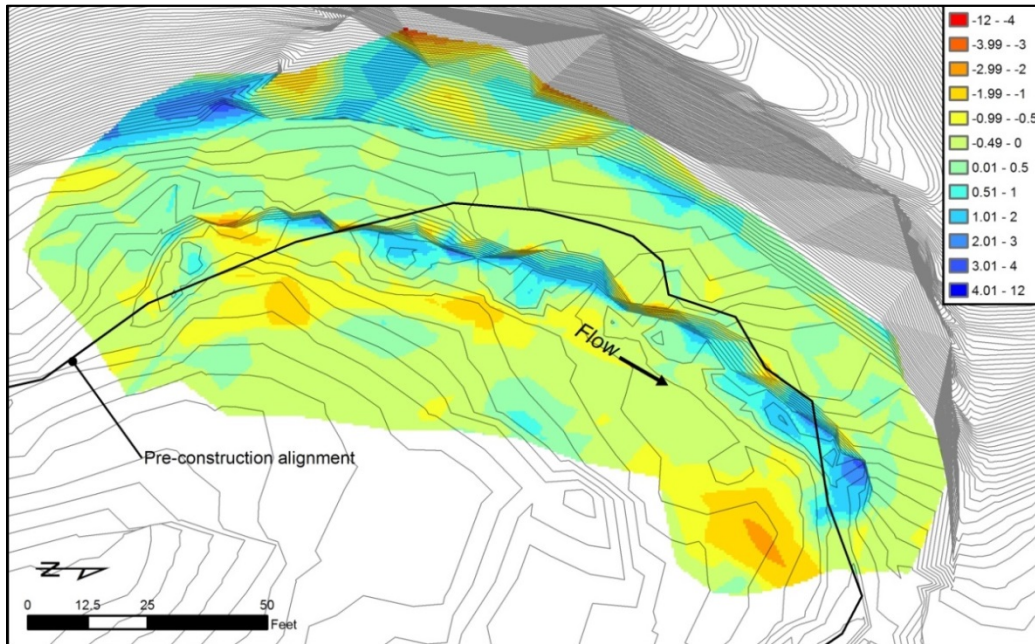 -12 - -4
-3.99 - -3
-2.99 - -2
-1.99 - -1
-0.99 - -0.5
-0.49 - 0
0.01 - 0.5
0.51 - 1
1.01 - 2
2.01 - 3
3.01 - 4
4.01 - 12
Flow
Pre-construction alignment
N
0 12.5 25 50
Feet